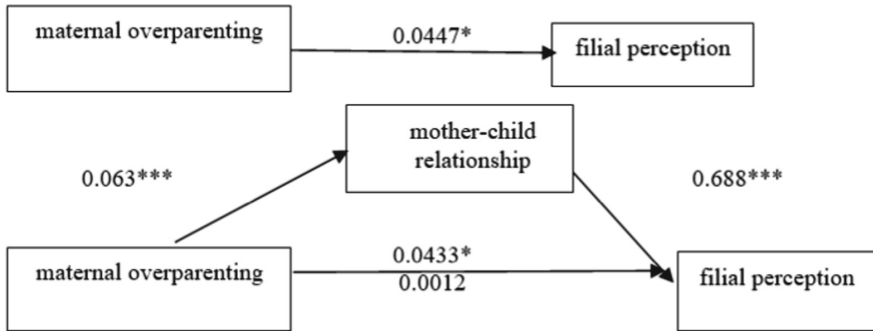 maternal overparenting
0.0447*
filial perception
mother-child
relationship
0.063***
0.688***
maternal overparenting
0.0433*
0.0012
filial perception